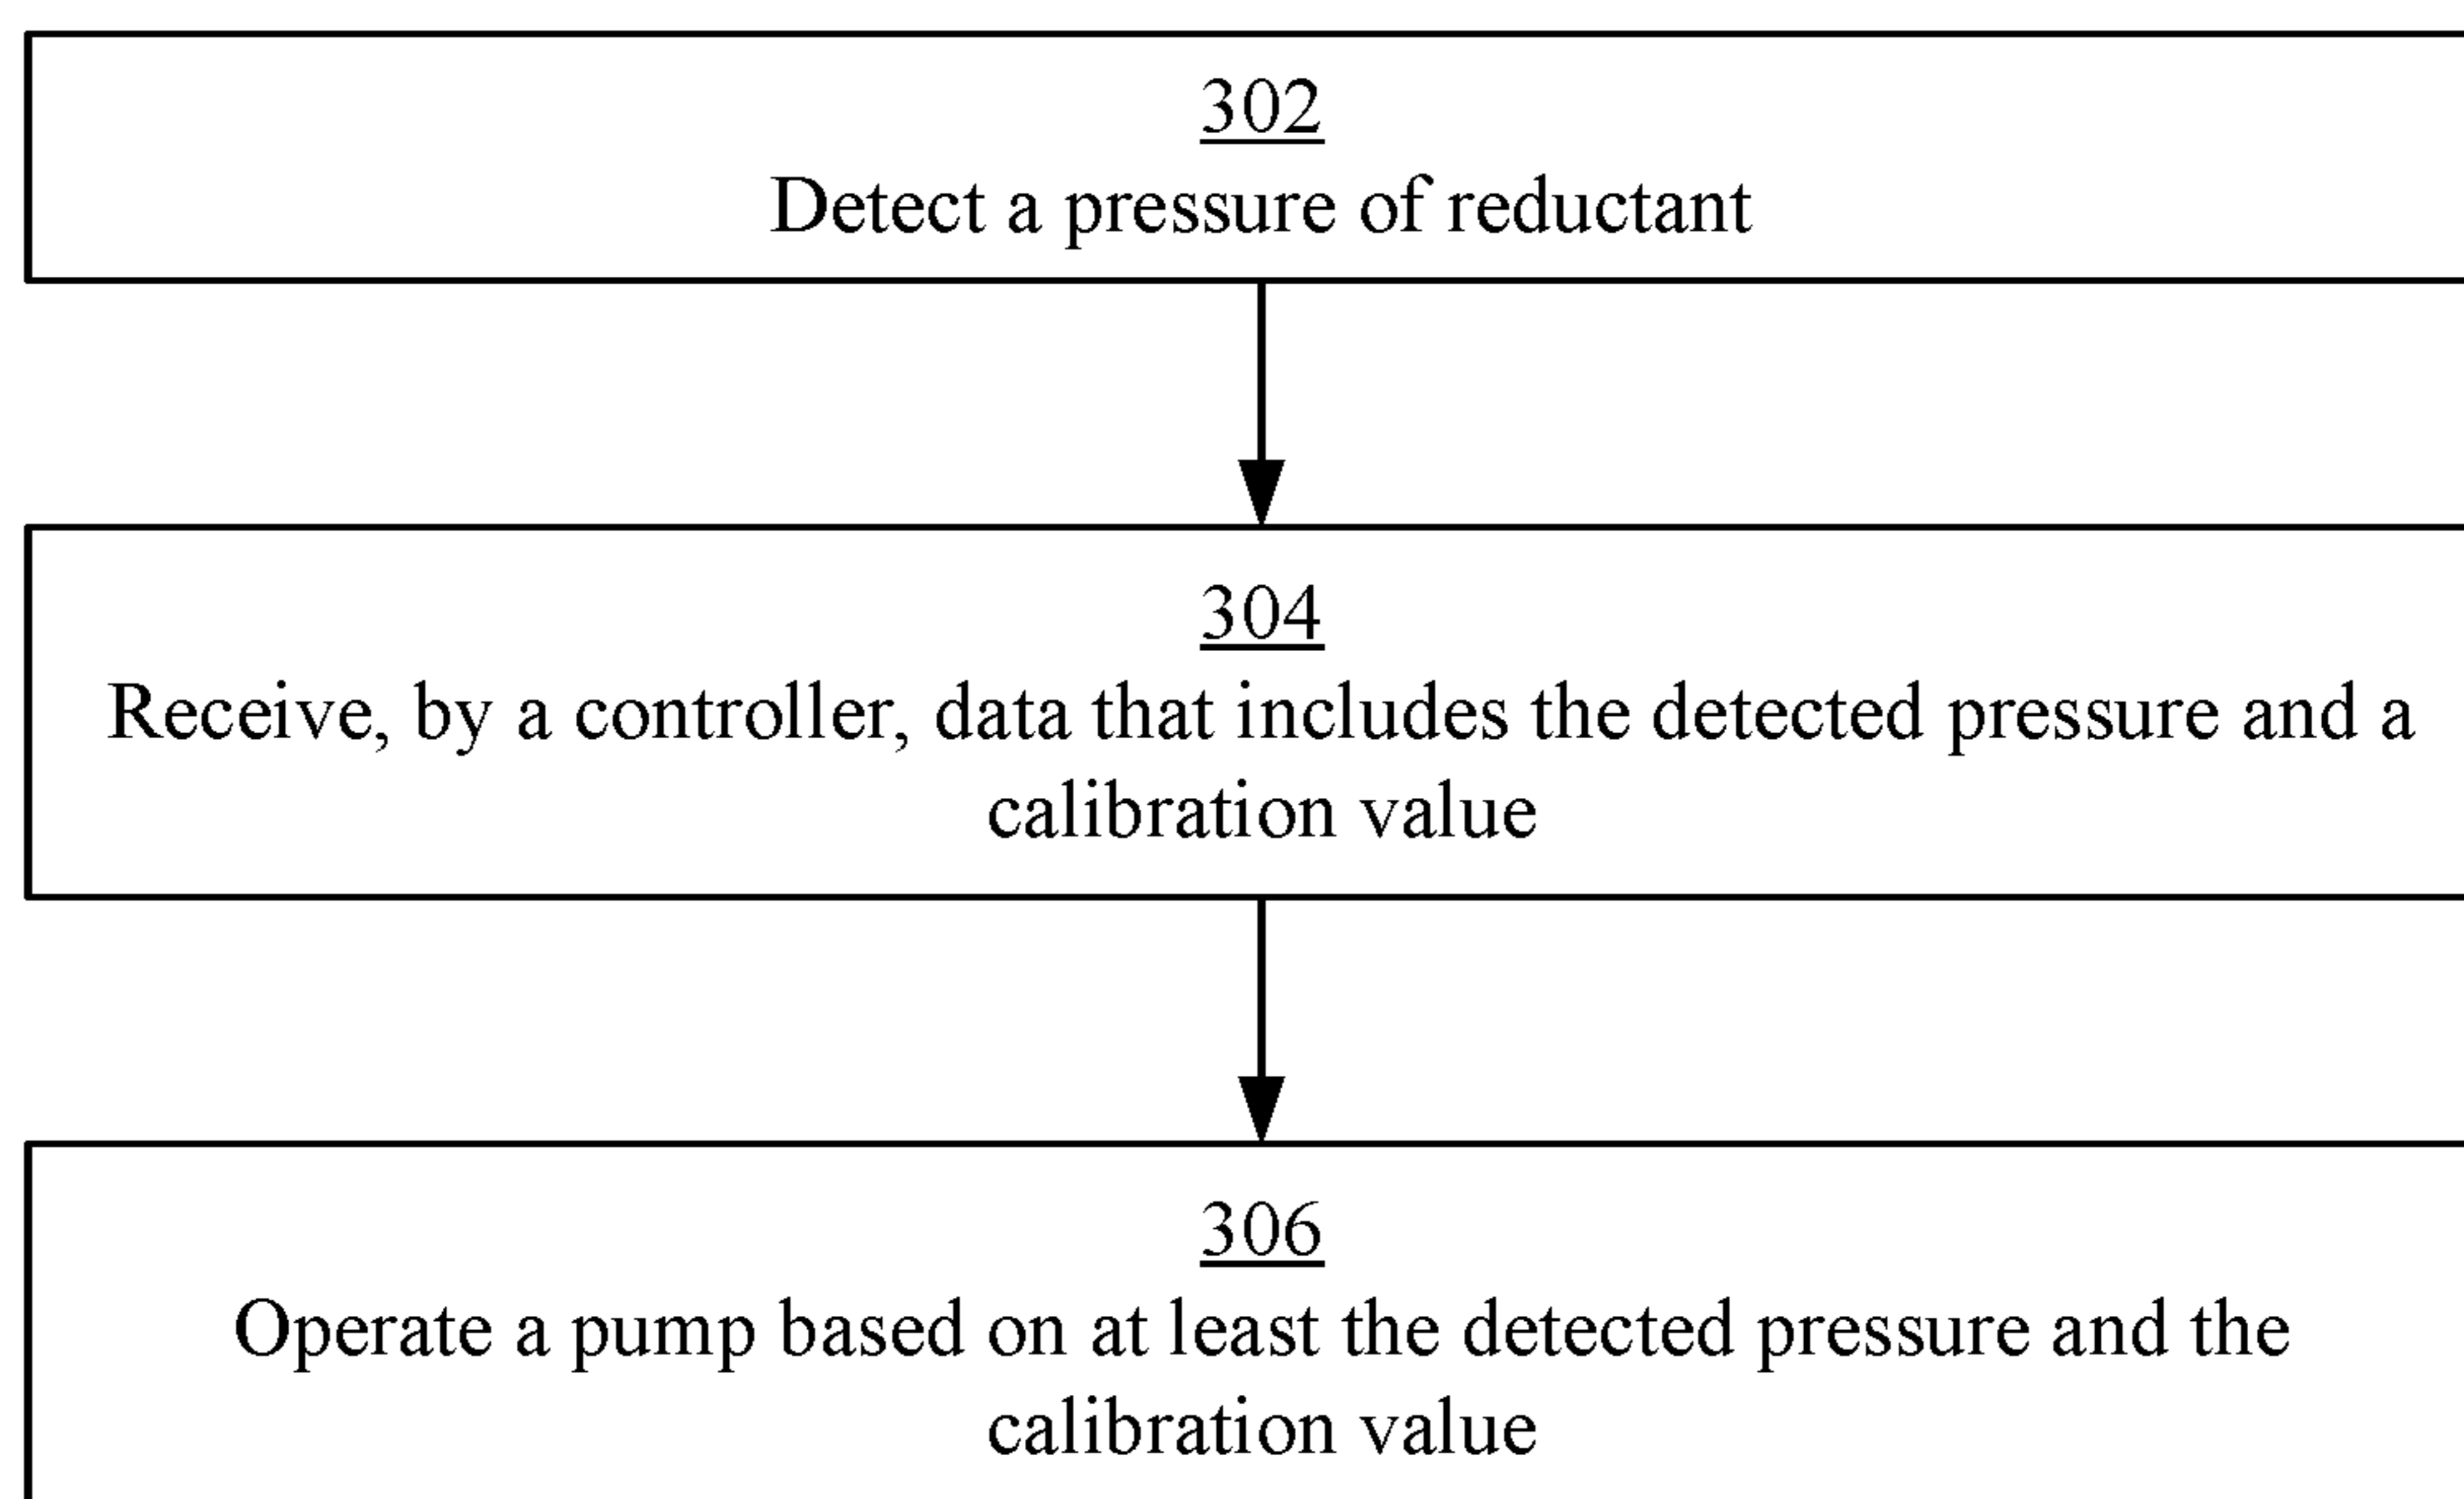 302
Detect a pressure of reductant
304
Receive, by a controller, data that includes the detected pressure and a
calibration value
306
Operate a pump based on at least the detected pressure and the
calibration value